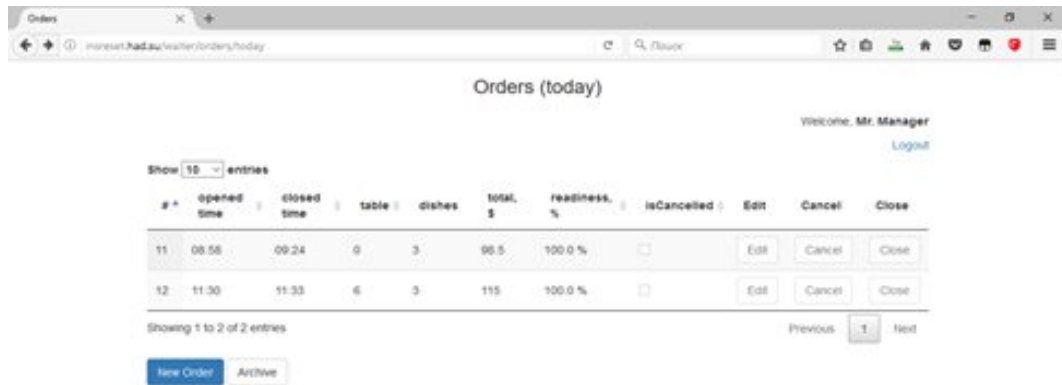 Orders
insreset.had.su/waiter/orders/today
Поиск
Orders (today)
Welcome, Mr. Manager
Logout
Show 10 entries
# opened time closed time table dishes total, $ readiness, % isCancelled Edit Cancel Close
11 08:58 09:24 0 3 98.5 100.0 % Edit Cancel Close
12 11:30 11:33 6 3 115 100.0 % Edit Cancel Close
Showing 1 to 2 of 2 entries
Previous 1 Next
New Order Archive